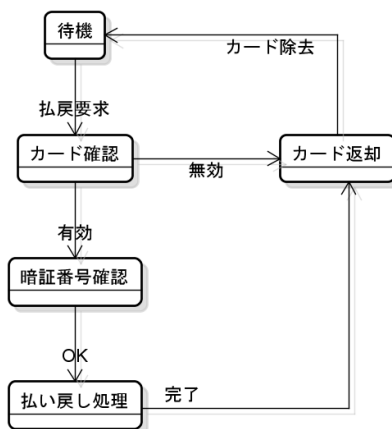 待機
カード除去
払戻要求
カード確認
無効
カード返却
有効
暗証番号確認
OK
払い戻し処理
完了